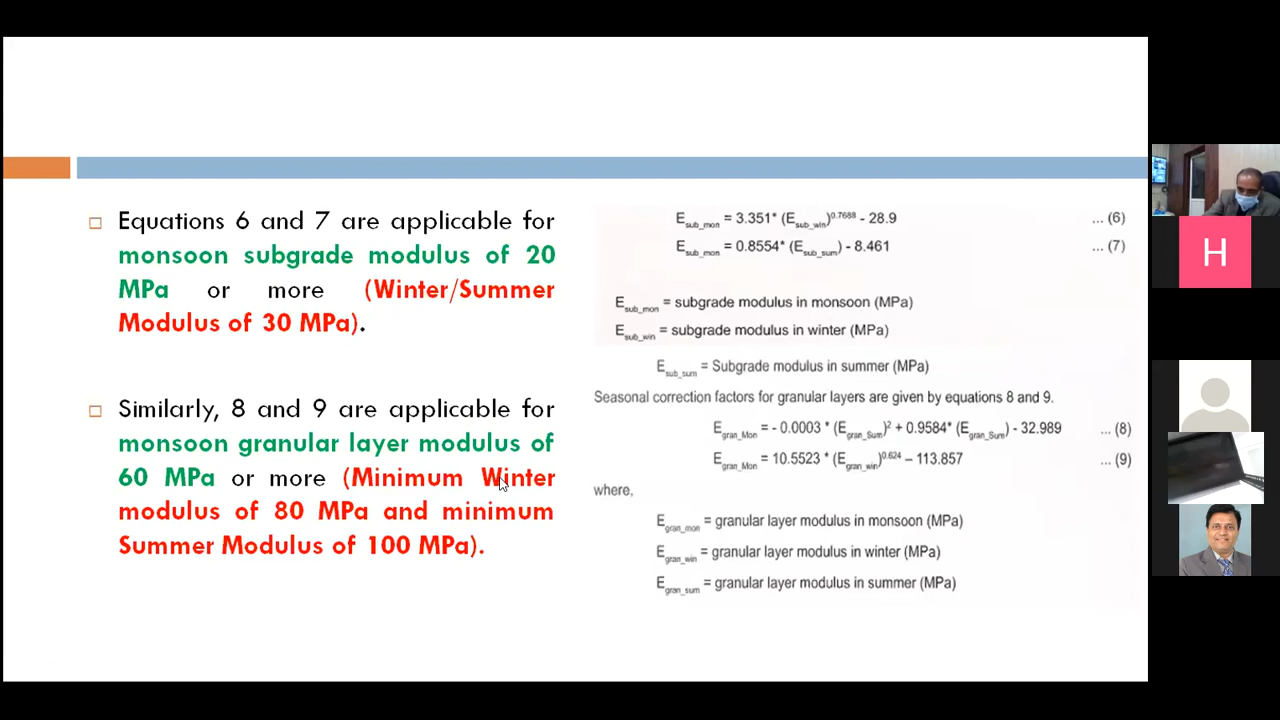 Equations 6 and 7 are applicable for
monsoon subgrade modulus of 20
MPa or more (Winter/Summer
Modulus of 30 MPa).
Similarly, 8 and 9 are applicable for
monsoon granular layer modulus of
60 MPa or more (Minimum Winter
modulus of 80 MPa and minimum
Summer Modulus of 100 MPa).
E_sub_mon = 3.351* (E_sub_win)^0.7688 - 28.9 ... (6)
E_sub_mon = 0.8554* (E_sub_sum) - 8.461 ... (7)
E_sub_mon = subgrade modulus in monsoon (MPa)
E_sub_win = subgrade modulus in winter (MPa)
E_sub_sum = Subgrade modulus in summer (MPa)
Seasonal correction factors for granular layers are given by equations 8 and 9.
E_gran_Mon = - 0.0003 * (E_gran_Sum)^2 + 0.9584* (E_gran_Sum) - 32.989 ... (8)
E_gran_Mon = 10.5523 * (E_gran_win)^0.624 – 113.857 ... (9)
where,
E_gran_mon = granular layer modulus in monsoon (MPa)
E_gran_win = granular layer modulus in winter (MPa)
E_gran_sum = granular layer modulus in summer (MPa)
H